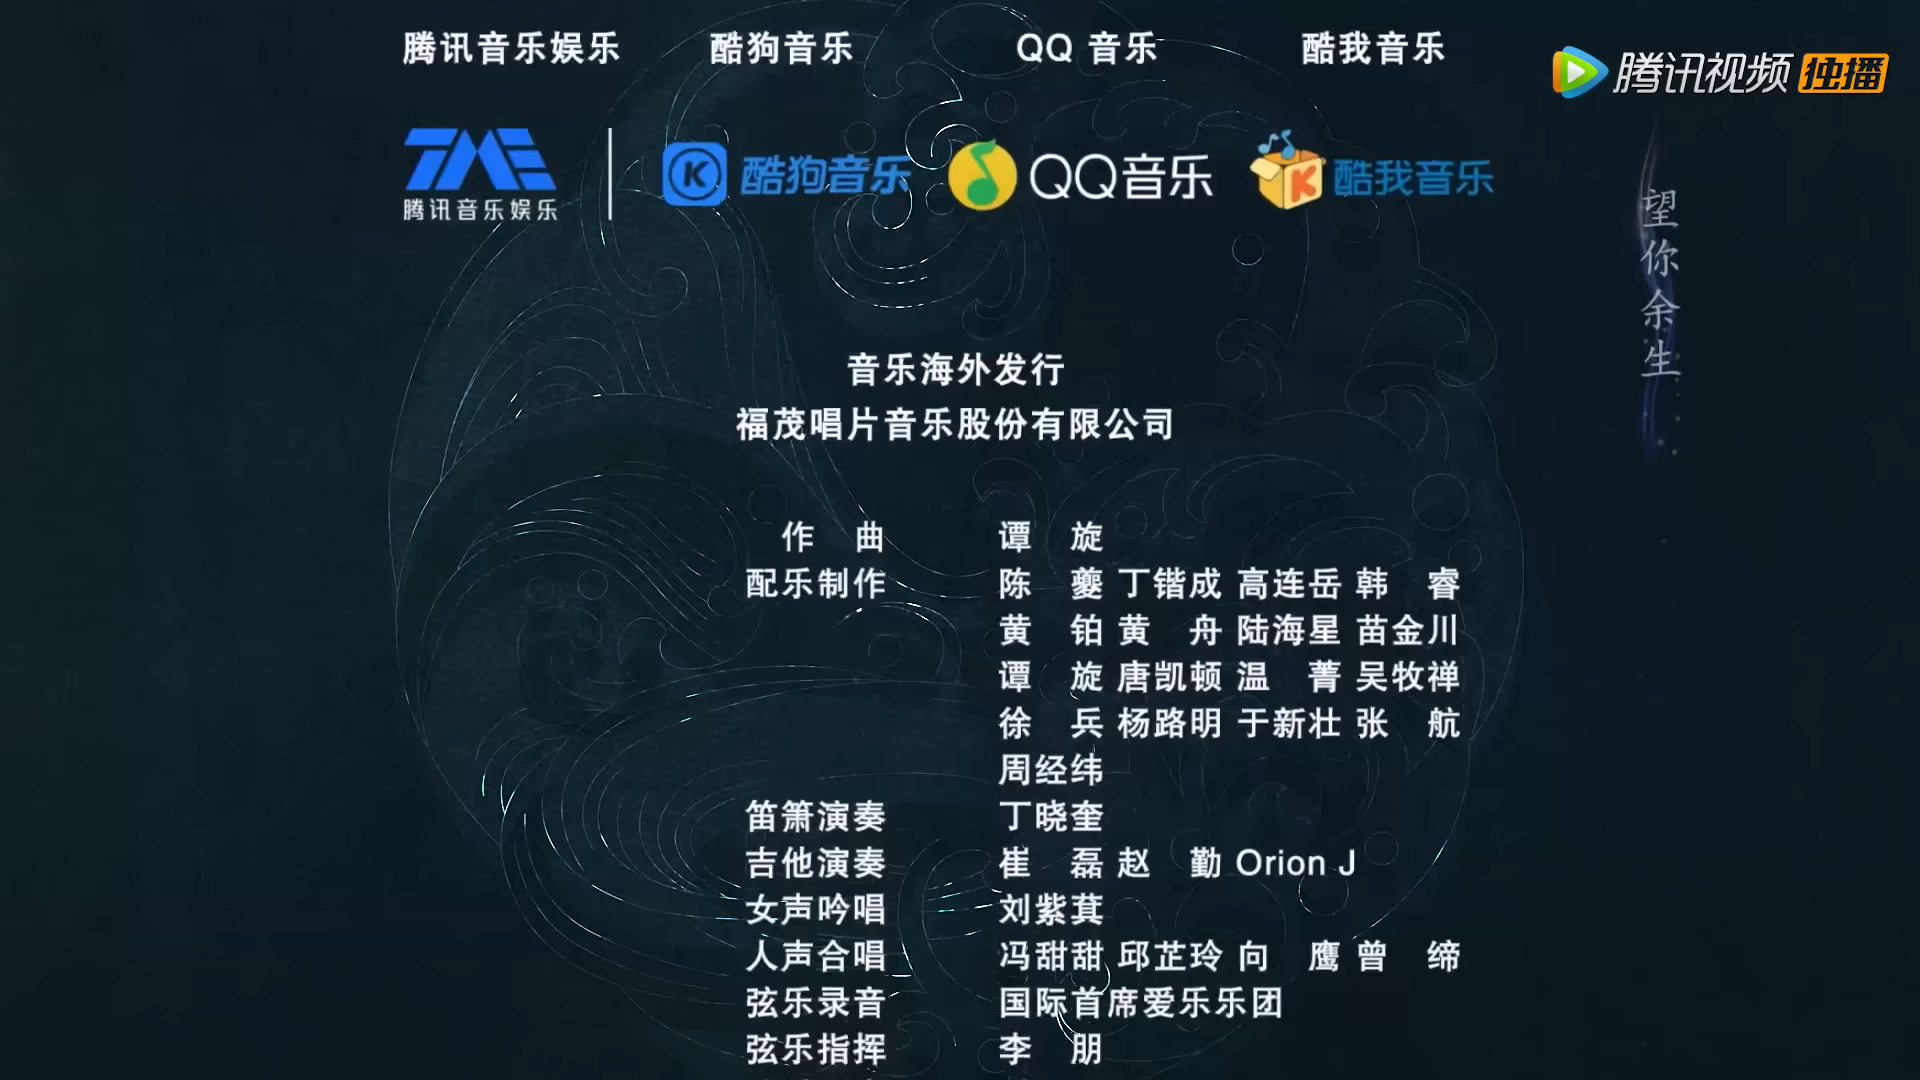 腾讯音乐娱乐 酷狗音乐 QQ 音乐 酷我音乐
腾讯视频 独播
TME
腾讯音乐娱乐
K 酷狗音乐 QQ音乐 K 酷我音乐
望你余生
音乐海外发行
福茂唱片音乐股份有限公司
作 曲 谭 旋
配乐制作 陈 夔 丁锴成 高连岳 韩 睿
黄 铂 黄 舟 陆海星 苗金川
谭 旋 唐凯顿 温 菁 吴牧禅
徐 兵 杨路明 于新壮 张 航
周经纬
笛箫演奏 丁晓奎
吉他演奏 崔 磊 赵 勤 Orion J
女声吟唱 刘紫萁
人声合唱 冯甜甜 邱芷玲 向 鹰 曾 缔
弦乐录音 国际首席爱乐乐团
弦乐指挥 李 朋